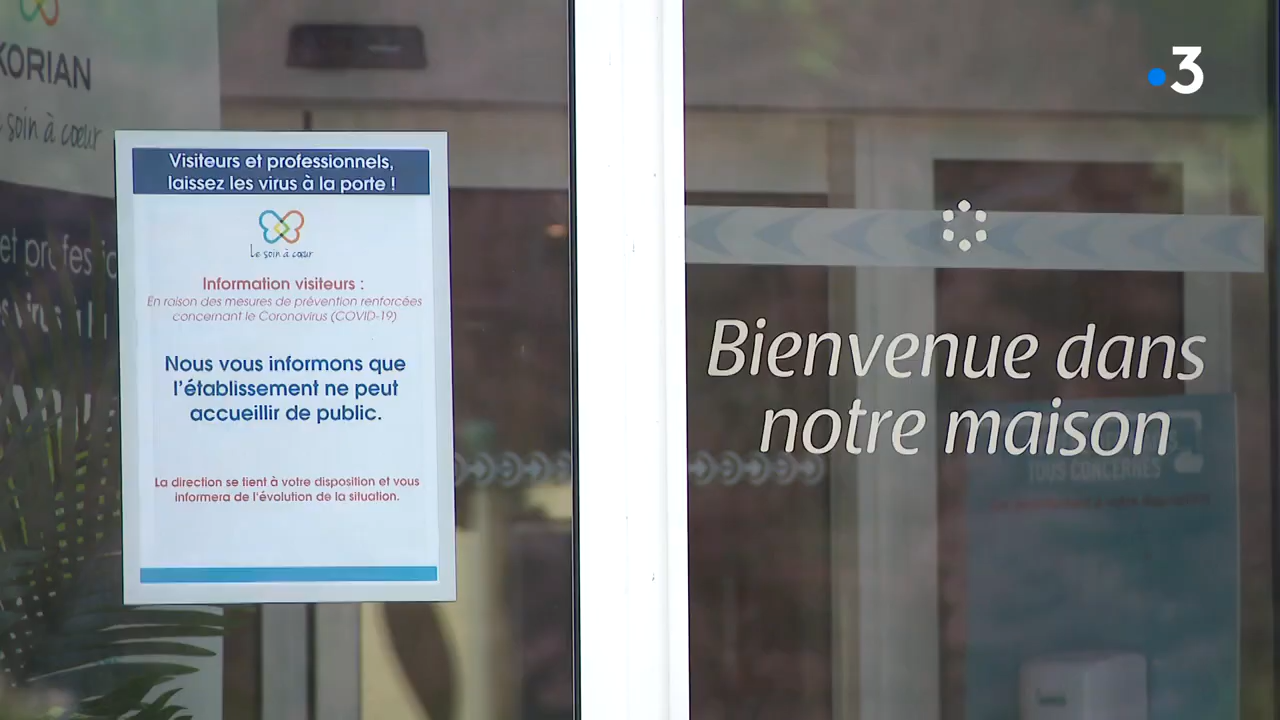 KORIAN
soin à cœur
Visiteurs et professionnels,
laissez les virus à la porte !
Le soin à cœur
Information visiteurs :
En raison des mesures de prévention renforcées
concernant le Coronavirus (COVID-19)
Nous vous informons que
l'établissement ne peut
accueillir de public.
La direction se tient à votre disposition et vous
informera de l'évolution de la situation.
3
Bienvenue dans
notre maison
TOUS CONCERNÉS